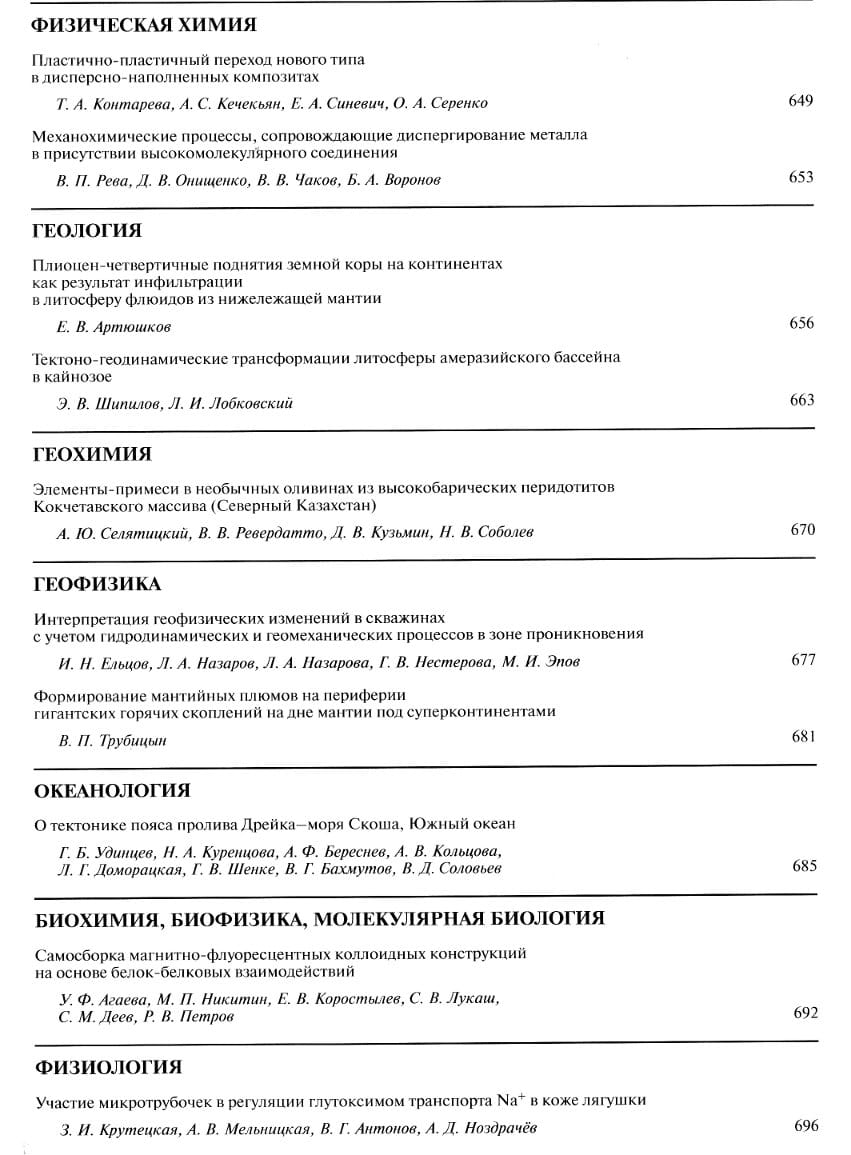 ФИЗИЧЕСКАЯ ХИМИЯ
Пластично-пластичный переход нового типа
в дисперсно-наполненных композитах
Т. А. Контарева, А. С. Кечекьян, Е. А. Синевич, О. А. Серенко 649
Механохимические процессы, сопровождающие диспергирование металла
в присутствии высокомолекулярного соединения
В. П. Рева, Д. В. Онищенко, В. В. Чаков, Б. А. Воронов 653
ГЕОЛОГИЯ
Плиоцен-четвертичные поднятия земной коры на континентах
как результат инфильтрации
в литосферу флюидов из нижележащей мантии
Е. В. Артюшков 656
Тектоно-геодинамические трансформации литосферы амеразийского бассейна
в кайнозое
Э. В. Шипилов, Л. И. Лобковский 663
ГЕОХИМИЯ
Элементы-примеси в необычных оливинах из высокобарических перидотитов
Кокчетавского массива (Северный Казахстан)
А. Ю. Селятицкий, В. В. Ревердатто, Д. В. Кузьмин, Н. В. Соболев 670
ГЕОФИЗИКА
Интерпретация геофизических изменений в скважинах
с учетом гидродинамических и геомеханических процессов в зоне проникновения
И. Н. Ельцов, Л. А. Назаров, Л. А. Назарова, Г. В. Нестерова, М. И. Эпов 677
Формирование мантийных плюмов на периферии
гигантских горячих скоплений на дне мантии под суперконтинентами
В. П. Трубицын 681
ОКЕАНОЛОГИЯ
О тектонике пояса пролива Дрейка–моря Скоша, Южный океан
Г. Б. Удинцев, Н. А. Куренцова, А. Ф. Береснев, А. В. Кольцова,
Л. Г. Доморацкая, Г. В. Шенке, В. Г. Бахмутов, В. Д. Соловьев 685
БИОХИМИЯ, БИОФИЗИКА, МОЛЕКУЛЯРНАЯ БИОЛОГИЯ
Самосборка магнитно-флуоресцентных коллоидных конструкций
на основе белок-белковых взаимодействий
У. Ф. Агаева, М. П. Никитин, Е. В. Коростылев, С. В. Лукаш,
С. М. Деев, Р. В. Петров 692
ФИЗИОЛОГИЯ
Участие микротрубочек в регуляции глутоксимом транспорта Na⁺ в коже лягушки
З. И. Крутецкая, А. В. Мельницкая, В. Г. Антонов, А. Д. Ноздрачёв 696